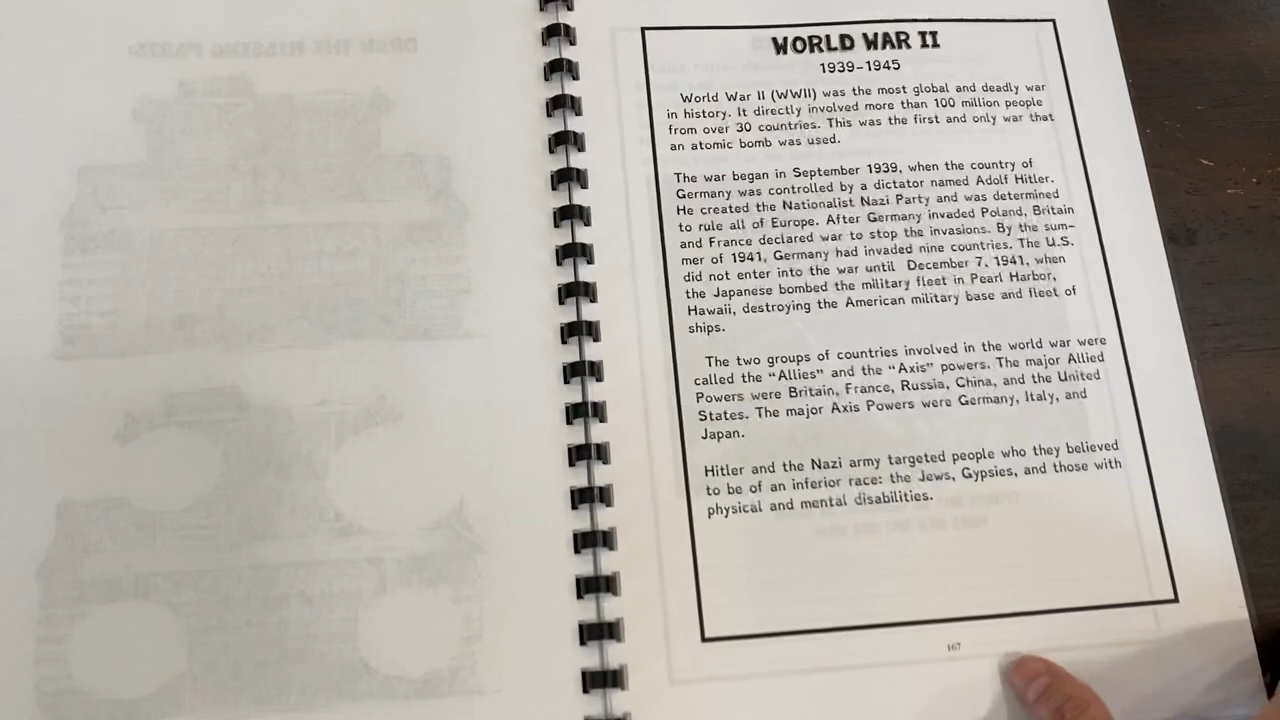 DRAW THE MISSING PARTS:
WORLD WAR II
1939-1945
World War II (WWII) was the most global and deadly war
in history. It directly involved more than 100 million people
from over 30 countries. This was the first and only war that
an atomic bomb was used.
The war began in September 1939, when the country of
Germany was controlled by a dictator named Adolf Hitler.
He created the Nationalist Nazi Party and was determined
to rule all of Europe. After Germany invaded Poland, Britain
and France declared war to stop the invasions. By the sum-
mer of 1941, Germany had invaded nine countries. The U.S.
did not enter into the war until December 7, 1941, when
the Japanese bombed the military fleet in Pearl Harbor,
Hawaii, destroying the American military base and fleet of
ships.
The two groups of countries involved in the world war were
called the “Allies” and the “Axis” powers. The major Allied
Powers were Britain, France, Russia, China, and the United
States. The major Axis Powers were Germany, Italy, and
Japan.
Hitler and the Nazi army targeted people who they believed
to be of an inferior race: the Jews, Gypsies, and those with
physical and mental disabilities.
167